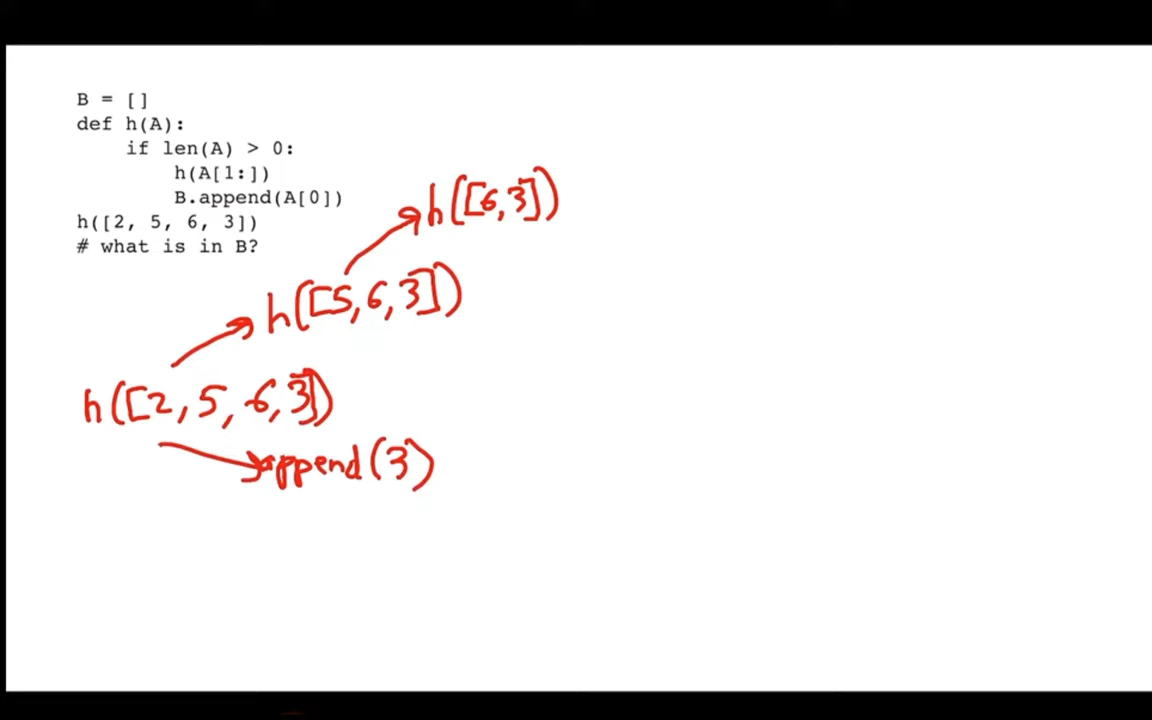 B = []
def h(A):
    if len(A) > 0:
        h(A[1:])
        B.append(A[0])
h([2, 5, 6, 3])
# what is in B?
h([6,3])
h([5,6,3])
h([2,5,6,3])
append(3)